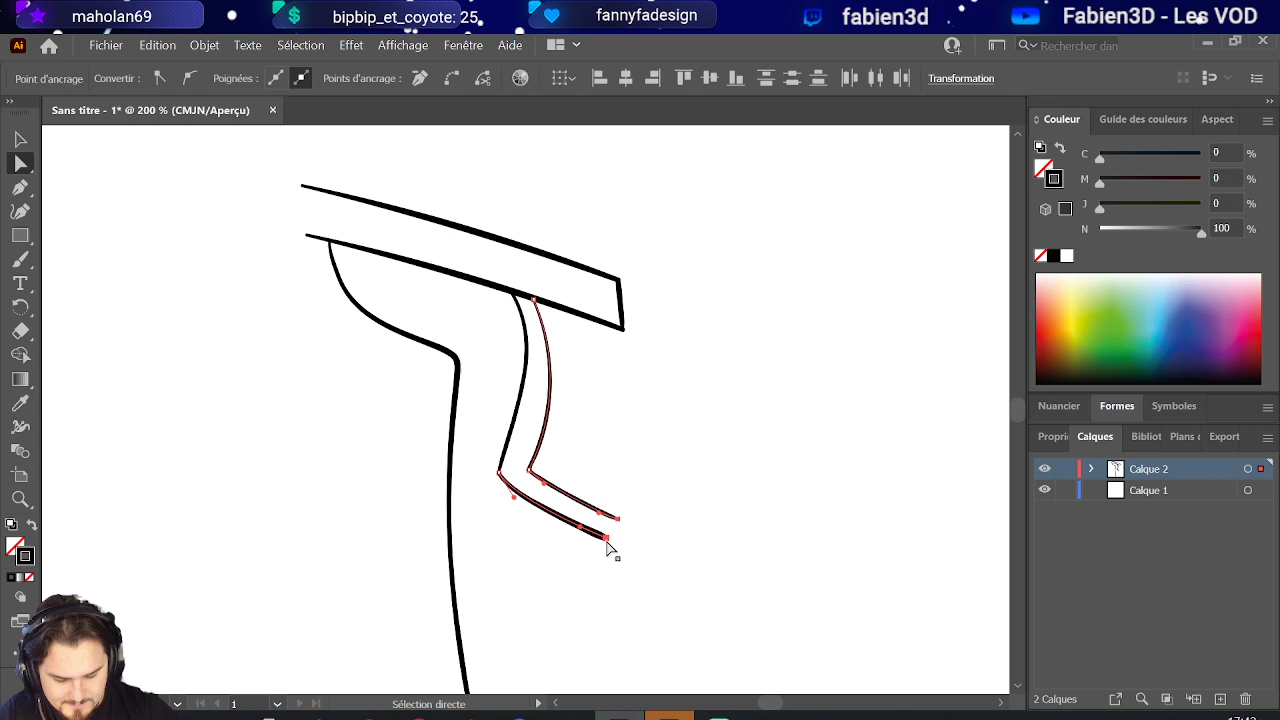 maholan69
bipbip_et_coyote: 25
fannyfadesign
fabien3d
Fabien3D - Les VOD
Ai
Fichier Edition Objet Texte Sélection Effet Affichage Fenêtre Aide
Rechercher dan
Point d'ancrage Convertir : Poignées : Points d'ancrage : Transformation
Sans titre - 1* @ 200 % (CMJN/Aperçu) ×
Couleur Guide des couleurs Aspect
C 0 %
M 0 %
J 0 %
N 100 %
Nuancier Formes Symboles
Propri Calques Bibliot Plans Export
Calque 2
Calque 1
1 Sélection directe
2 Calques